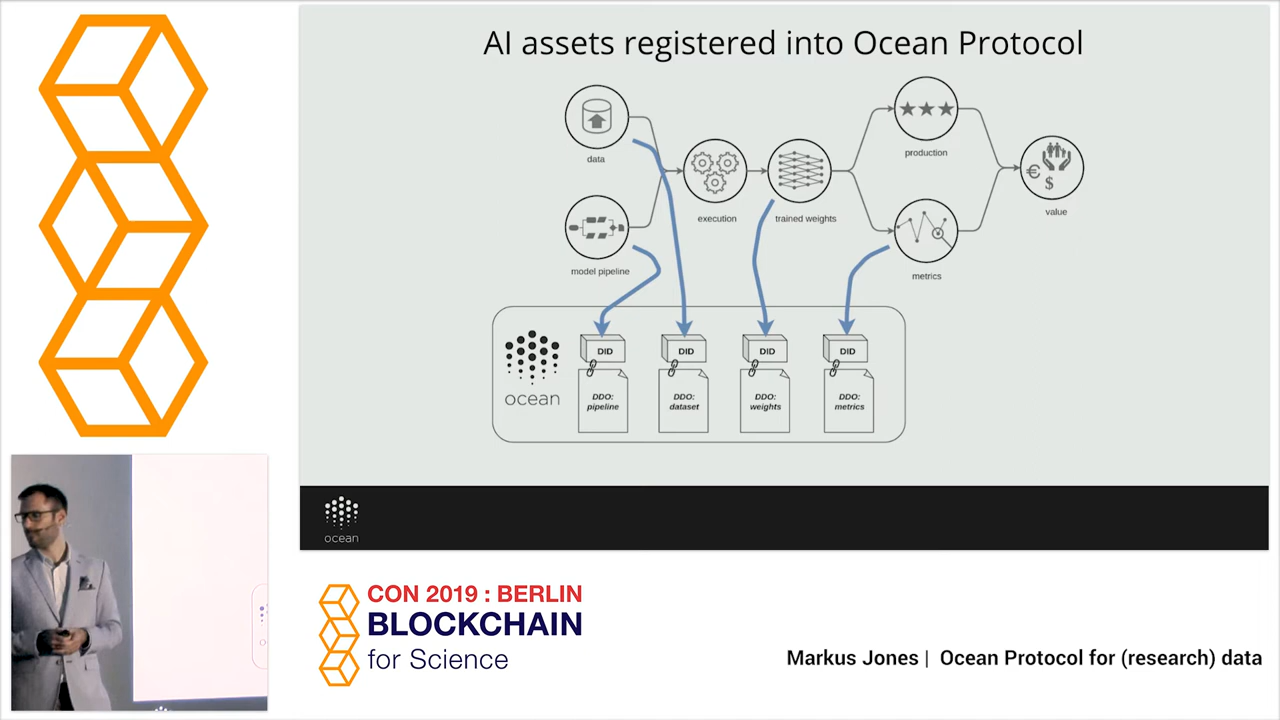 AI assets registered into Ocean Protocol
data
model pipeline
execution
trained weights
production
metrics
value
€
$
ocean
DID
DID
DID
DID
DDO:
pipeline
DDO:
dataset
DDO:
weights
DDO:
metrics
ocean
CON 2019 : BERLIN
BLOCKCHAIN
for Science
Markus Jones | Ocean Protocol for (research) data